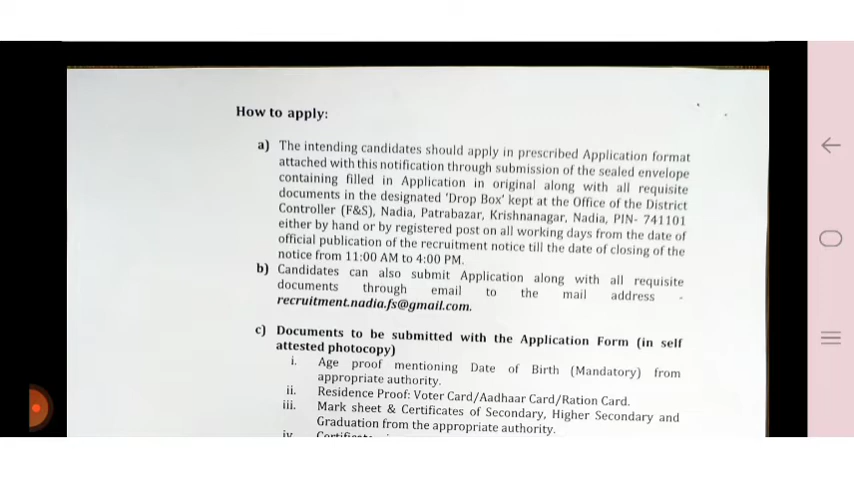 How to apply:
a) The intending candidates should apply in prescribed Application format
attached with this notification through submission of the sealed envelope
containing filled in Application in original along with all requisite
documents in the designated 'Drop Box' kept at the Office of the District
Controller (F&S), Nadia, Patrabazar, Krishnanagar, Nadia, PIN- 741101
either by hand or by registered post on all working days from the date of
official publication of the recruitment notice till the date of closing of the
notice from 11:00 AM to 4:00 PM.
b) Candidates can also submit Application along with all requisite
documents through email to the mail address -
recruitment.nadia.fs@gmail.com.
c) Documents to be submitted with the Application Form (in self
attested photocopy)
i. Age proof mentioning Date of Birth (Mandatory) from
appropriate authority.
ii. Residence Proof: Voter Card/Aadhaar Card/Ration Card.
iii. Mark sheet & Certificates of Secondary, Higher Secondary and
Graduation from the appropriate authority.
iv